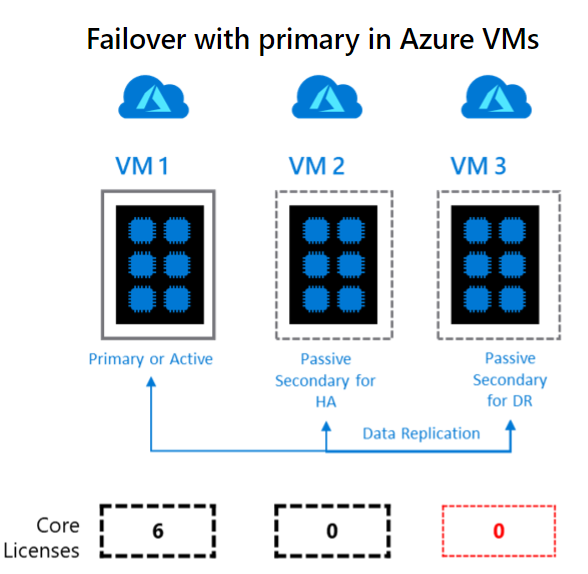 Failover with primary in Azure VMs
VM 1
VM 2
VM 3
Primary or Active
Passive
Secondary for
HA
Passive
Secondary
for DR
Data Replication
Core
Licenses
6
0
0